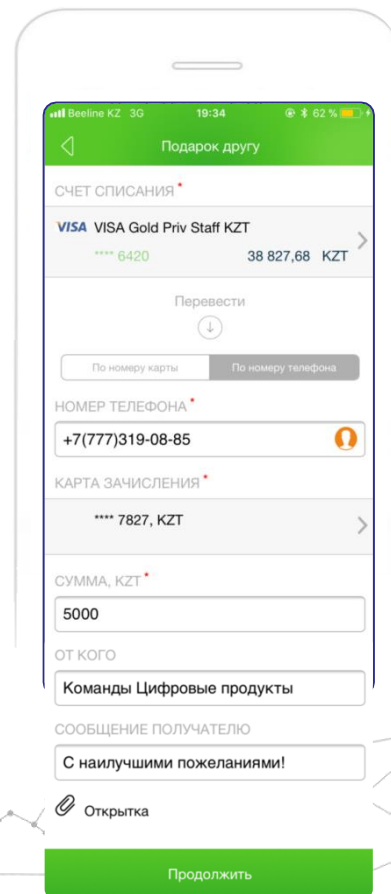 Beeline KZ 3G 19:34 62 %
Подарок другу
СЧЕТ СПИСАНИЯ *
VISA VISA Gold Priv Staff KZT
**** 6420 38 827,68 KZT
Перевести
По номеру карты По номеру телефона
НОМЕР ТЕЛЕФОНА *
+7(777)319-08-85
КАРТА ЗАЧИСЛЕНИЯ *
**** 7827, KZT
СУММА, KZT *
5000
ОТ КОГО
Команды Цифровые продукты
СООБЩЕНИЕ ПОЛУЧАТЕЛЮ
С наилучшими пожеланиями!
Открытка
Продолжить